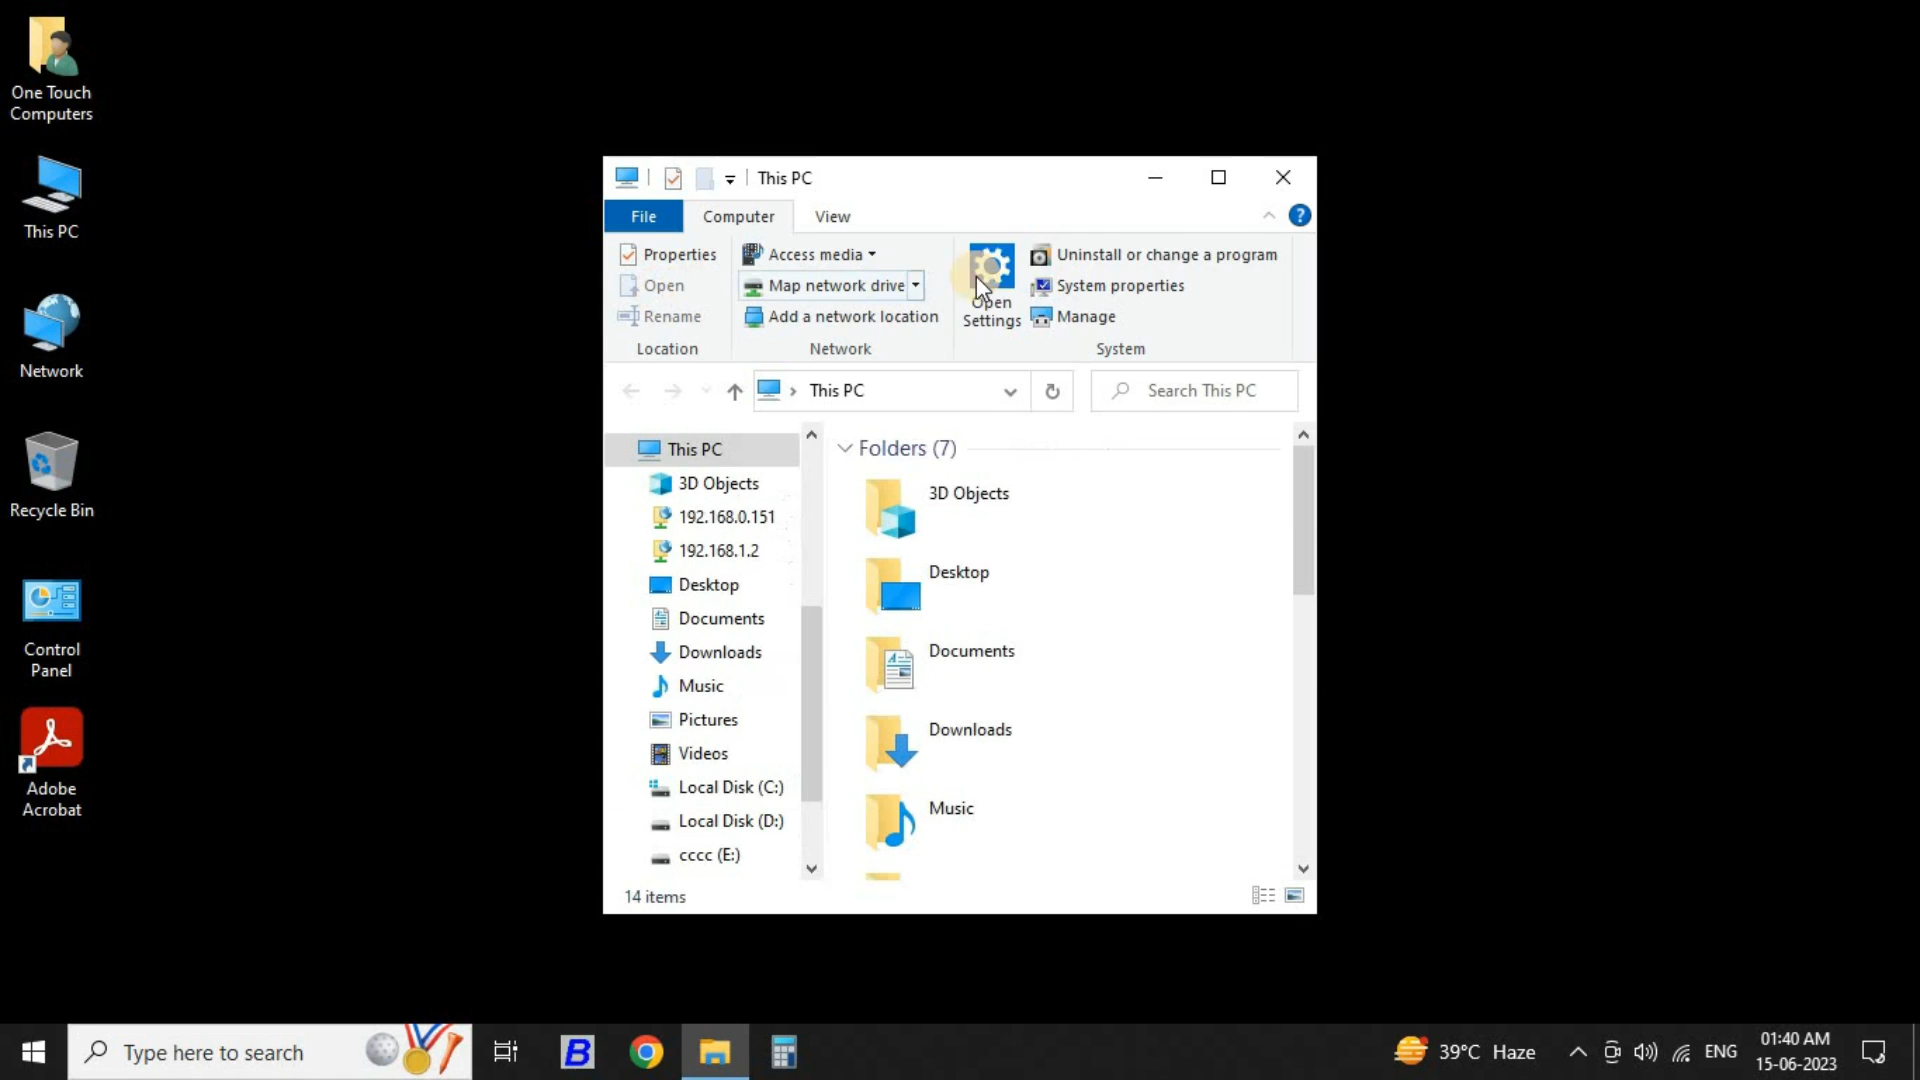 One Touch
Computers
This PC
Network
Recycle Bin
Control
Panel
Adobe
Acrobat
This PC
File
Computer
View
?
Properties
Open
Rename
Location
Access media
Map network drive
Add a network location
Network
Open
Settings
Uninstall or change a program
System properties
Manage
System
This PC
Search This PC
This PC
3D Objects
192.168.0.151
192.168.1.2
Desktop
Documents
Downloads
Music
Pictures
Videos
Local Disk (C:)
Local Disk (D:)
cccc (E:)
Folders (7)
3D Objects
Desktop
Documents
Downloads
Music
14 items
Type here to search
B
39°C Haze
ENG
01:40 AM
15-06-2023